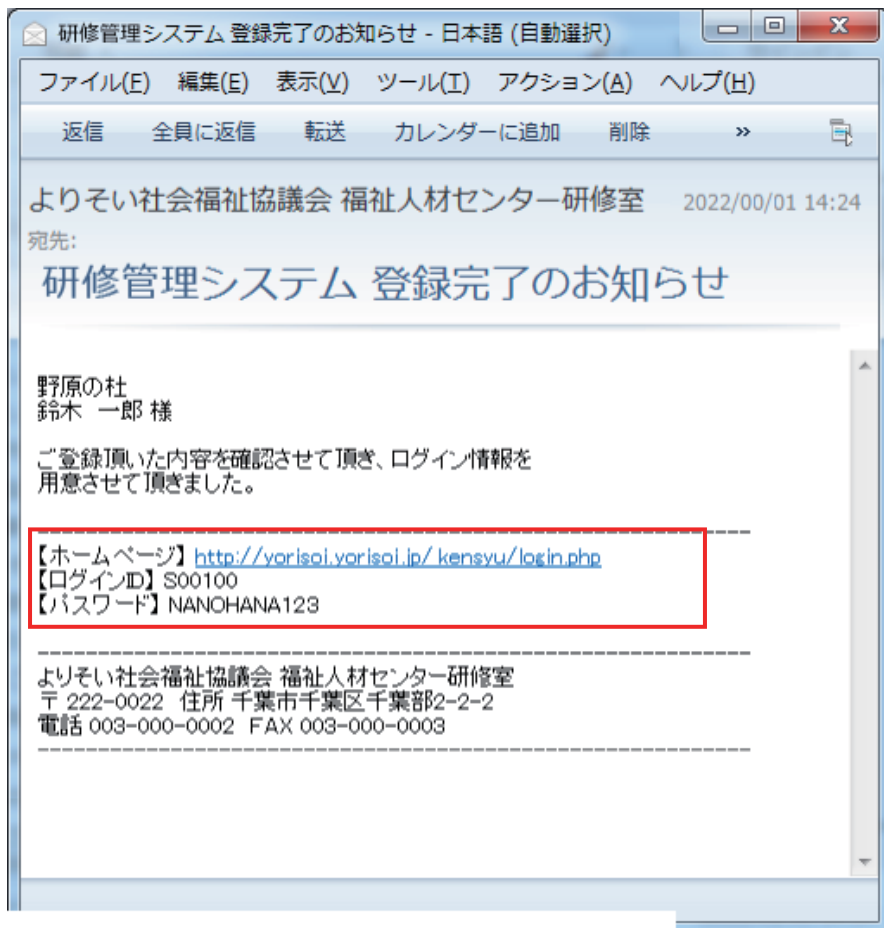 研修管理システム 登録完了のお知らせ - 日本語 (自動選択)
ファイル(F) 編集(E) 表示(V) ツール(T) アクション(A) ヘルプ(H)
返信 全員に返信 転送 カレンダーに追加 削除 »
よりそい社会福祉協議会 福祉人材センター研修室 2022/00/01 14:24
宛先:
研修管理システム 登録完了のお知らせ
野原の杜
鈴木 一郎 様
ご登録頂いた内容を確認させて頂き、ログイン情報を
用意させて頂きました。
------------------------------------------------------------
【ホームページ】 http://yorisoi.yorisoi.jp/ kensyu/login.php
【ログインID】 S00100
【パスワード】 NANOHANA123
------------------------------------------------------------
よりそい社会福祉協議会 福祉人材センター研修室
〒 222-0022 住所 千葉市千葉区千葉部2-2-2
電話 003-000-0002 FAX 003-000-0003
------------------------------------------------------------